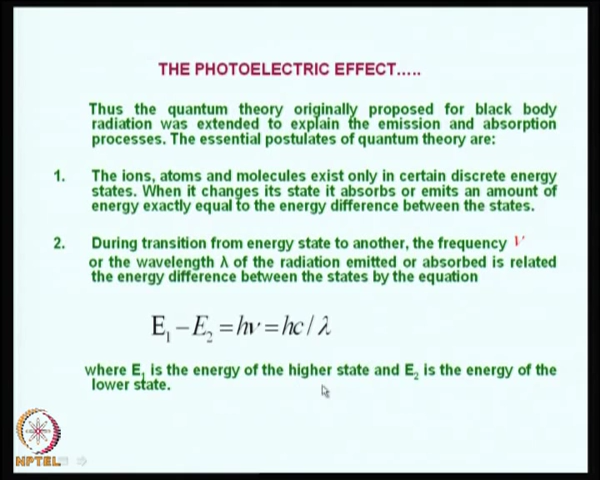 THE PHOTOELECTRIC EFFECT.....
Thus the quantum theory originally proposed for black body
radiation was extended to explain the emission and absorption
processes. The essential postulates of quantum theory are:
1. The ions, atoms and molecules exist only in certain discrete energy
states. When it changes its state it absorbs or emits an amount of
energy exactly equal to the energy difference between the states.
2. During transition from energy state to another, the frequency ν
or the wavelength λ of the radiation emitted or absorbed is related
the energy difference between the states by the equation
E₁ − E₂ = hν = hc / λ
where E₁ is the energy of the higher state and E₂ is the energy of the
lower state.
NPTEL